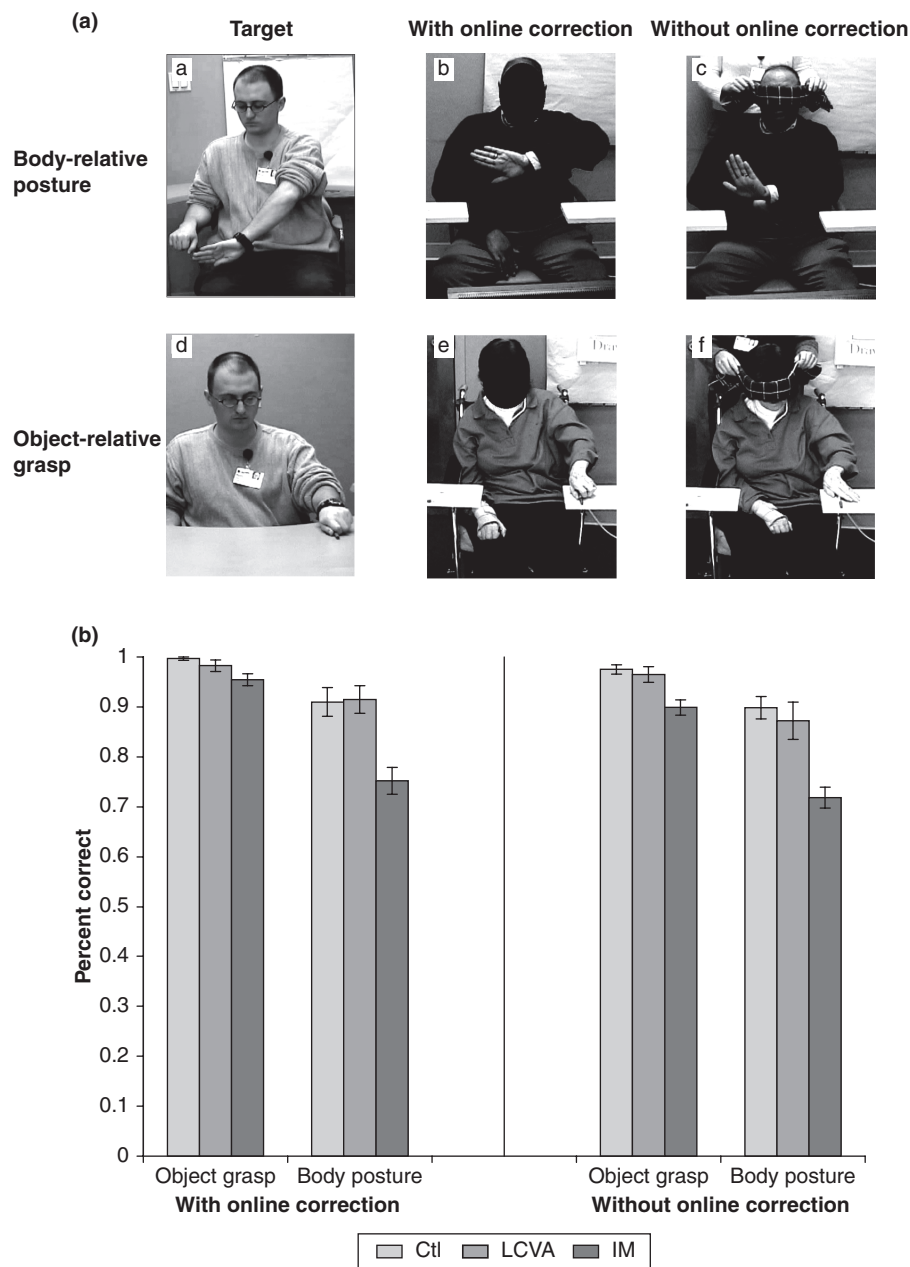 (a)
Target
With online correction
Without online correction
a
b
c
Body-relative
posture
d
e
f
Draw
Dra
Object-relative
grasp
(b)
Percent correct
1
0.9
0.8
0.7
0.6
0.5
0.4
0.3
0.2
0.1
0
Object grasp
Body posture
Object grasp
Body posture
With online correction
Without online correction
Ctl
LCVA
IM